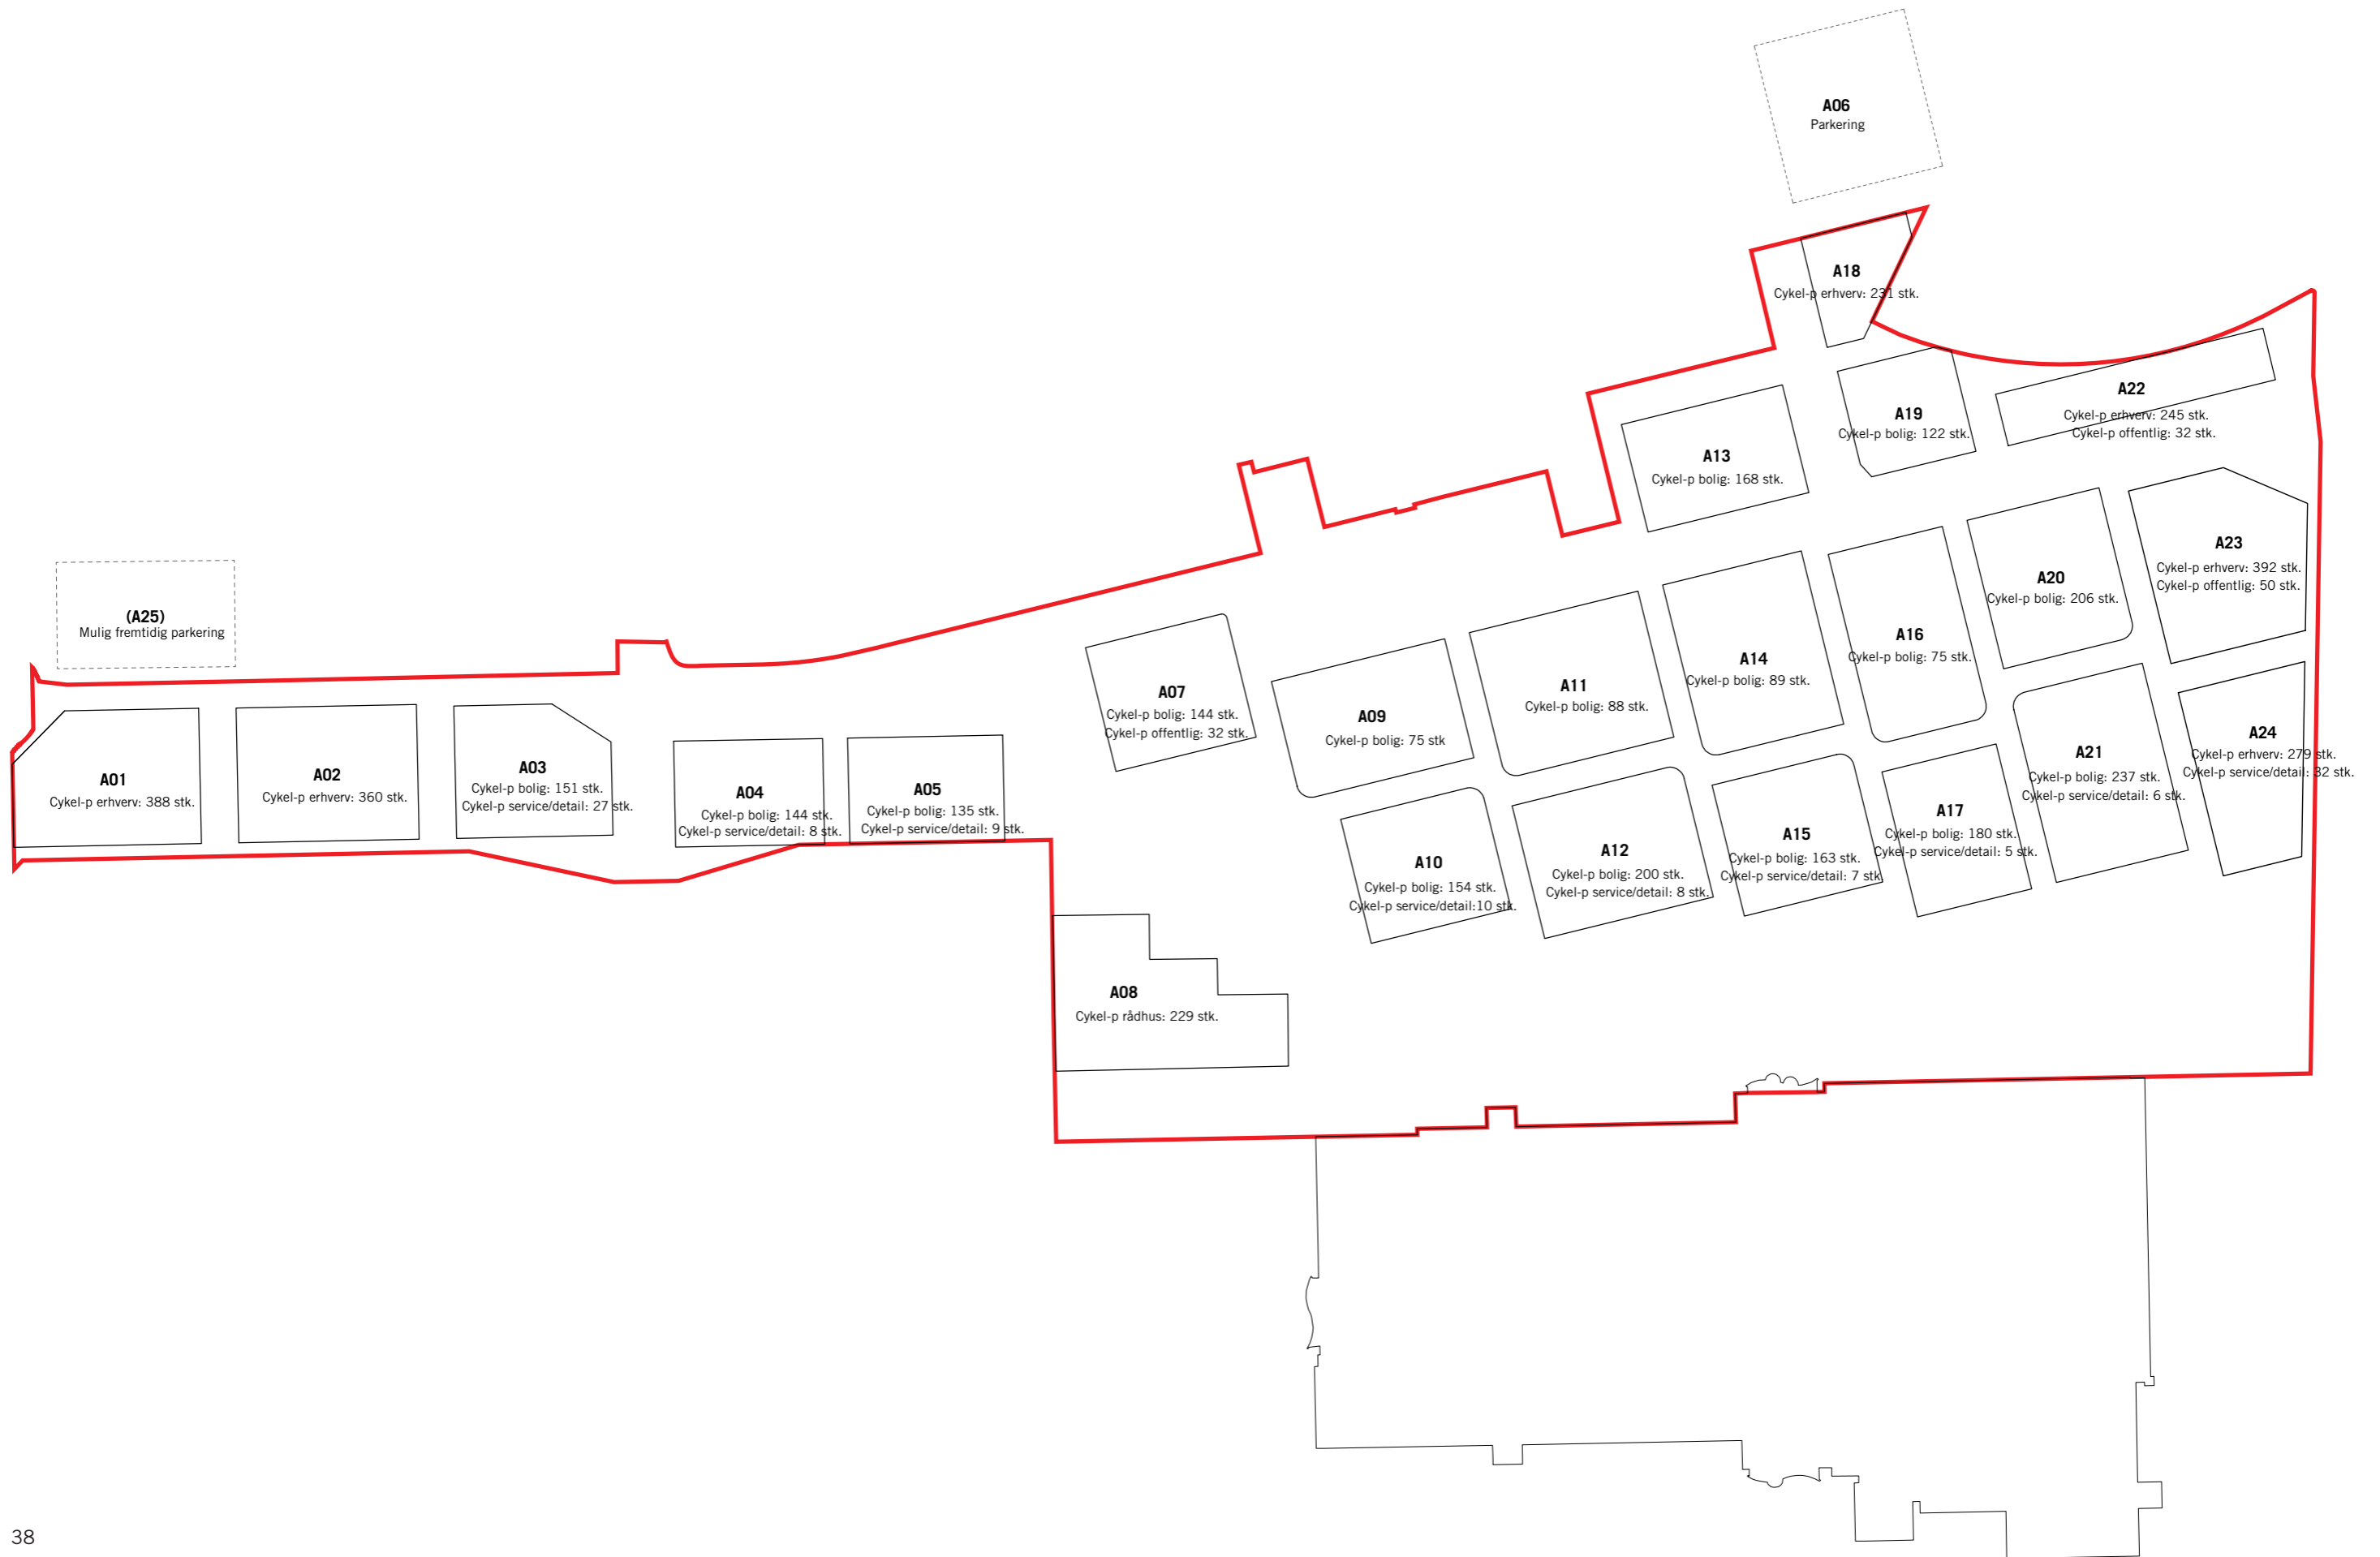 A06
Parkering
A18
Cykel-p erhverv: 231 stk.
A22
Cykel-p erhverv: 245 stk.
Cykel-p offentlig: 32 stk.
A19
Cykel-p bolig: 122 stk.
A13
Cykel-p bolig: 168 stk.
A23
Cykel-p erhverv: 392 stk.
Cykel-p offentlig: 50 stk.
A20
Cykel-p bolig: 206 stk.
A16
Cykel-p bolig: 75 stk.
A14
Cykel-p bolig: 89 stk.
A11
Cykel-p bolig: 88 stk.
A09
Cykel-p bolig: 75 stk
A07
Cykel-p bolig: 144 stk.
Cykel-p offentlig: 32 stk.
(A25)
Mulig fremtidig parkering
A01
Cykel-p erhverv: 388 stk.
A02
Cykel-p erhverv: 360 stk.
A03
Cykel-p bolig: 151 stk.
Cykel-p service/detail: 27 stk.
A04
Cykel-p bolig: 144 stk.
Cykel-p service/detail: 8 stk.
A05
Cykel-p bolig: 135 stk.
Cykel-p service/detail: 9 stk.
A24
Cykel-p erhverv: 279 stk.
Cykel-p service/detail: 32 stk.
A21
Cykel-p bolig: 237 stk.
Cykel-p service/detail: 6 stk.
A17
Cykel-p bolig: 180 stk.
Cykel-p service/detail: 5 stk.
A15
Cykel-p bolig: 163 stk.
Cykel-p service/detail: 7 stk
A12
Cykel-p bolig: 200 stk.
Cykel-p service/detail: 8 stk.
A10
Cykel-p bolig: 154 stk.
Cykel-p service/detail:10 stk.
A08
Cykel-p rådhus: 229 stk.
38